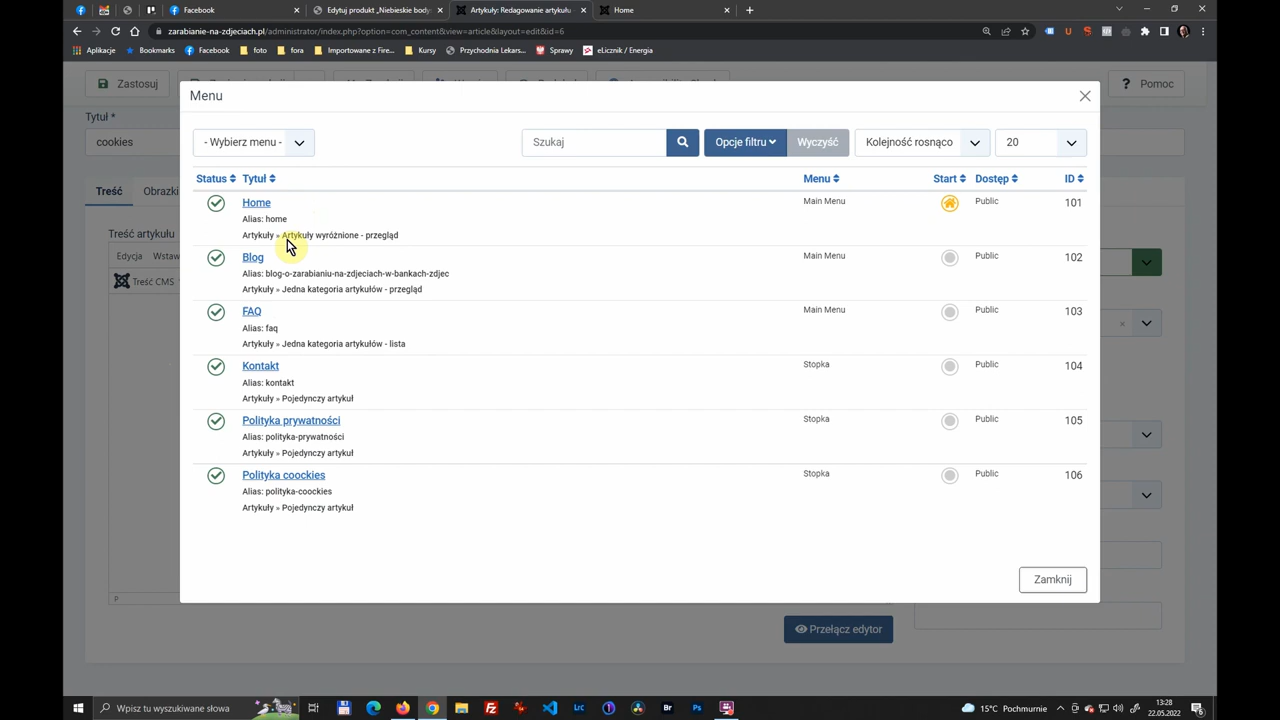 Facebook
Edytuj produkt „Niebieskie body
Artykuły: Redagowanie artykułu
Home
zarabianie-na-zdjeciach.pl/administrator/index.php?option=com_content&view=article&layout=edit&id=6
Aplikacje
Bookmarks
Facebook
foto
fora
Importowane z Fire...
Kursy
Przychodnia Lekars...
Sprawy
eLicznik / Energia
Zastosuj
Pomoc
Tytuł *
cookies
Treść
Obrazki
Treść artykułu
Edycja
Wstaw
Treść CMS
P
Przełącz edytor
Menu
- Wybierz menu -
Szukaj
Opcje filtru
Wyczyść
Kolejność rosnąco
20
Status Tytuł Menu Start Dostęp ID
Home Main Menu Public 101
Alias: home
Artykuły » Artykuły wyróżnione - przegląd
Blog Main Menu Public 102
Alias: blog-o-zarabianiu-na-zdjeciach-w-bankach-zdjec
Artykuły » Jedna kategoria artykułów - przegląd
FAQ Main Menu Public 103
Alias: faq
Artykuły » Jedna kategoria artykułów - lista
Kontakt Stopka Public 104
Alias: kontakt
Artykuły » Pojedynczy artykuł
Polityka prywatności Stopka Public 105
Alias: polityka-prywatności
Artykuły » Pojedynczy artykuł
Polityka coockies Stopka Public 106
Alias: polityka-coockies
Artykuły » Pojedynczy artykuł
Zamknij
Wpisz tu wyszukiwane słowa
15°C Pochmurnie
13:28
22.05.2022